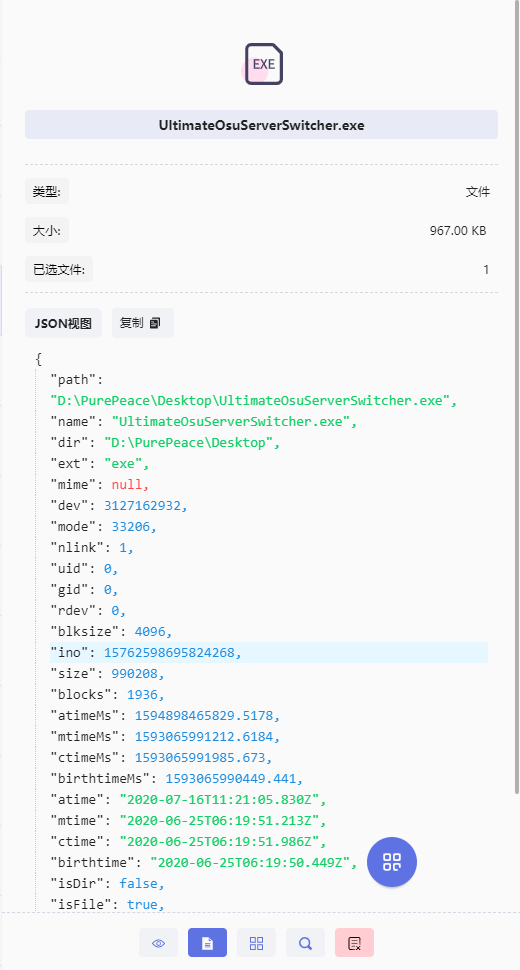 EXE
UltimateOsuServerSwitcher.exe
类型: 文件
大小: 967.00 KB
已选文件: 1
JSON视图 复制
{
"path":
"D:\PurePeace\Desktop\UltimateOsuServerSwitcher.exe",
"name": "UltimateOsuServerSwitcher.exe",
"dir": "D:\PurePeace\Desktop",
"ext": "exe",
"mime": null,
"dev": 3127162932,
"mode": 33206,
"nlink": 1,
"uid": 0,
"gid": 0,
"rdev": 0,
"blksize": 4096,
"ino": 15762598695824268,
"size": 990208,
"blocks": 1936,
"atimeMs": 1594898465829.5178,
"mtimeMs": 1593065991212.6184,
"ctimeMs": 1593065991985.673,
"birthtimeMs": 1593065990449.441,
"atime": "2020-07-16T11:21:05.830Z",
"mtime": "2020-06-25T06:19:51.213Z",
"ctime": "2020-06-25T06:19:51.986Z",
"birthtime": "2020-06-25T06:19:50.449Z",
"isDir": false,
"isFile": true,